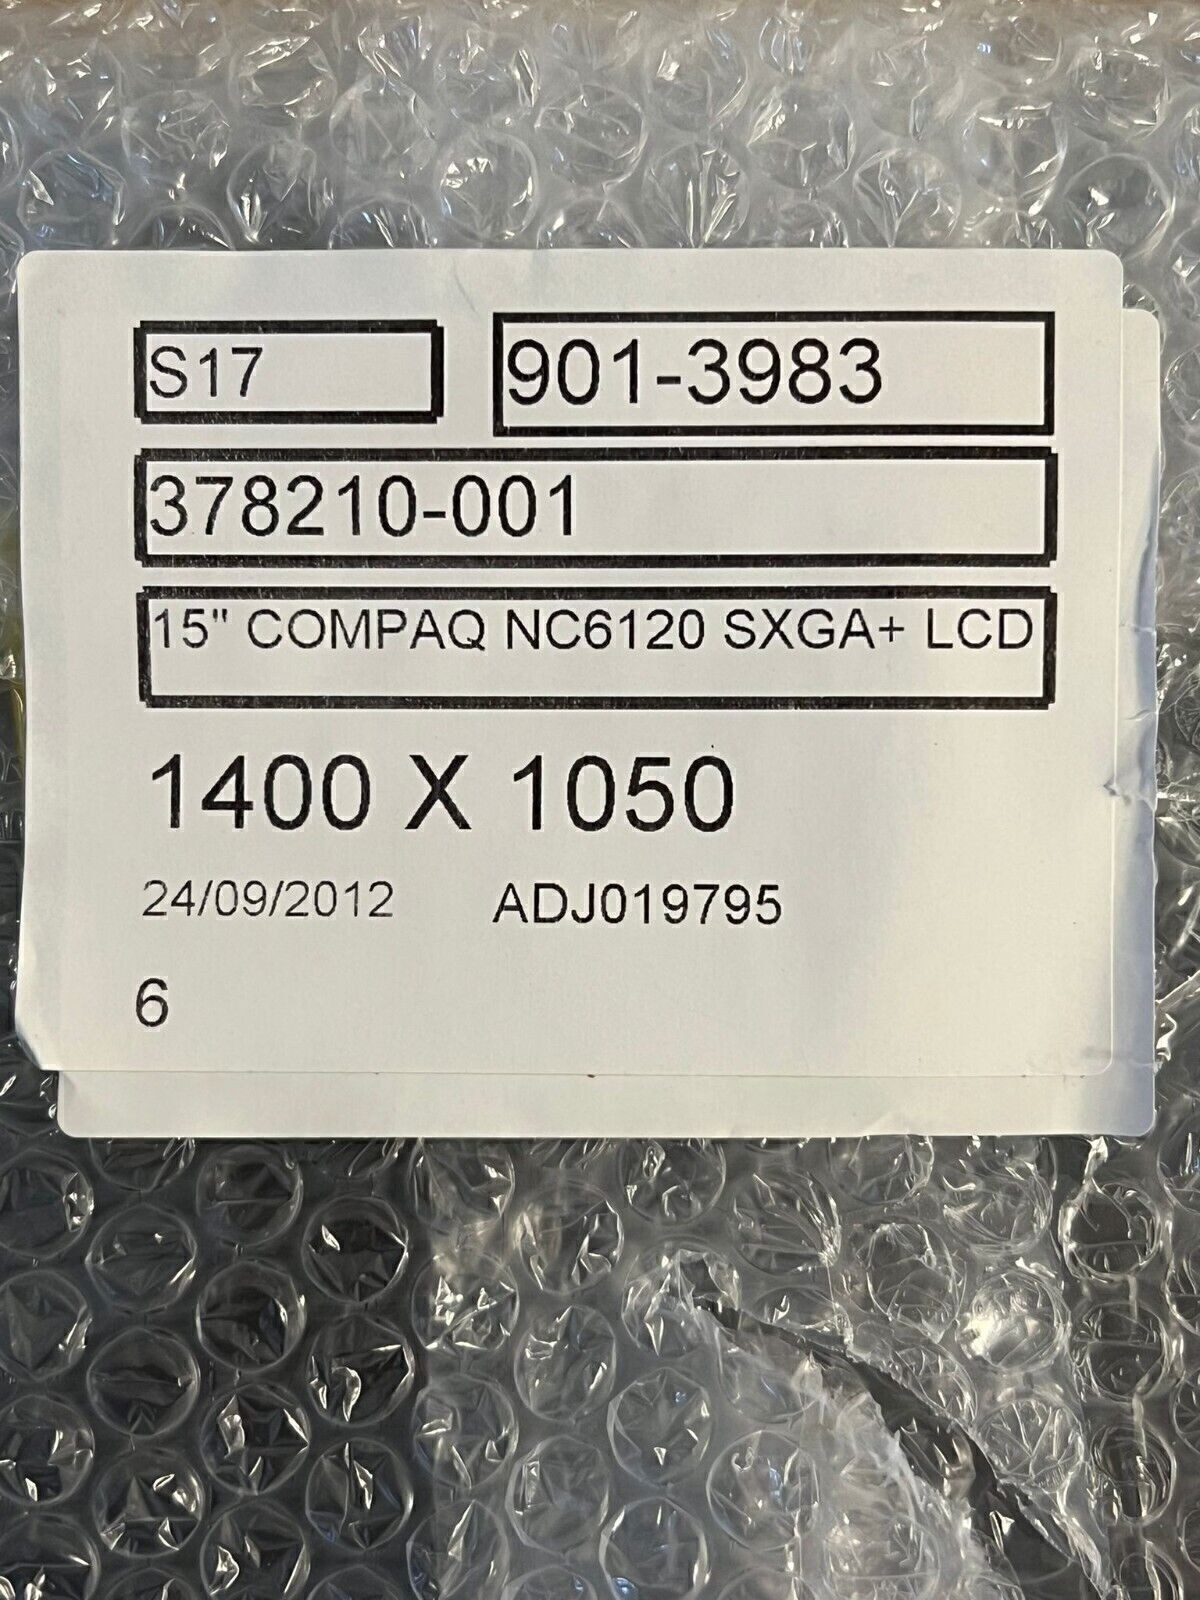 S17 901-3983
378210-001
15" COMPAQ NC6120 SXGA+ LCD
1400 X 1050
24/09/2012 ADJ019795
6